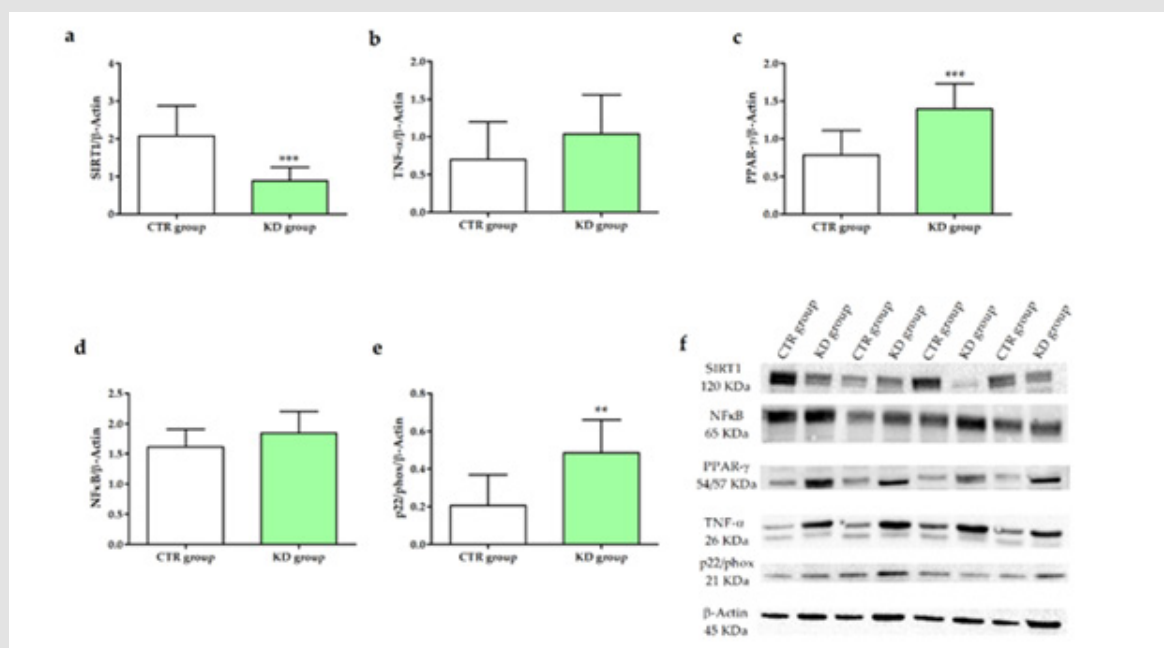 a
SIRT1/β-Actin
4
3
2
1
0
***
CTR group
KD group
b
TNF-α/β-Actin
2.0
1.5
1.0
0.5
0.0
CTR group
KD group
c
PPAR-γ/β-Actin
2.0
1.5
1.0
0.5
0.0
***
CTR group
KD group
d
NFκB/β-Actin
2.5
2.0
1.5
1.0
0.5
0.0
CTR group
KD group
e
p22/phox/β-Actin
0.8
0.6
0.4
0.2
0.0
**
CTR group
KD group
f
CTR group
KD group
CTR group
KD group
CTR group
KD group
CTR group
KD group
SIRT1
120 KDa
NFκB
65 KDa
PPAR-γ
54/57 KDa
TNF-α
26 KDa
p22/phox
21 KDa
β-Actin
45 KDa